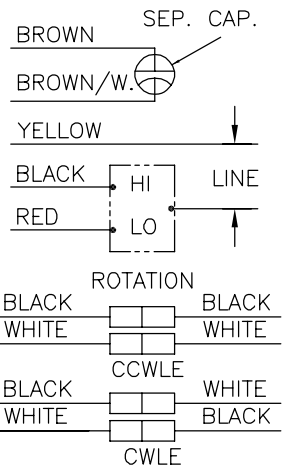 SEP. CAP.
BROWN
BROWN/W.
YELLOW
BLACK HI LINE
RED LO
ROTATION
BLACK BLACK
WHITE WHITE
CCWLE
BLACK WHITE
WHITE BLACK
CWLE